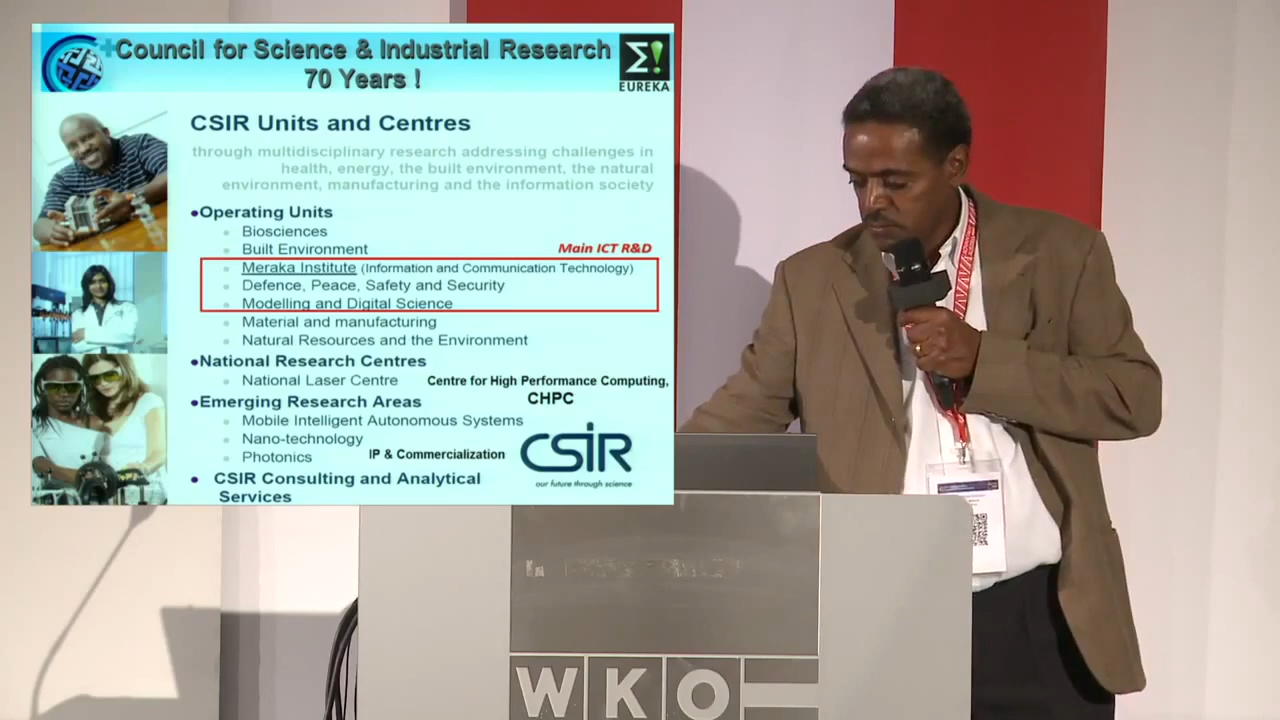 Council for Science & Industrial Research
70 Years !
Σ!
EUREKA
CSIR Units and Centres
through multidisciplinary research addressing challenges in
health, energy, the built environment, the natural
environment, manufacturing and the information society
•Operating Units
Biosciences
Built Environment
Main ICT R&D
Meraka Institute (Information and Communication Technology)
Defence, Peace, Safety and Security
Modelling and Digital Science
Material and manufacturing
Natural Resources and the Environment
•National Research Centres
National Laser Centre
Centre for High Performance Computing,
CHPC
•Emerging Research Areas
Mobile Intelligent Autonomous Systems
Nano-technology
Photonics
IP & Commercialization
CSIR
our future through science
• CSIR Consulting and Analytical
Services
WKO